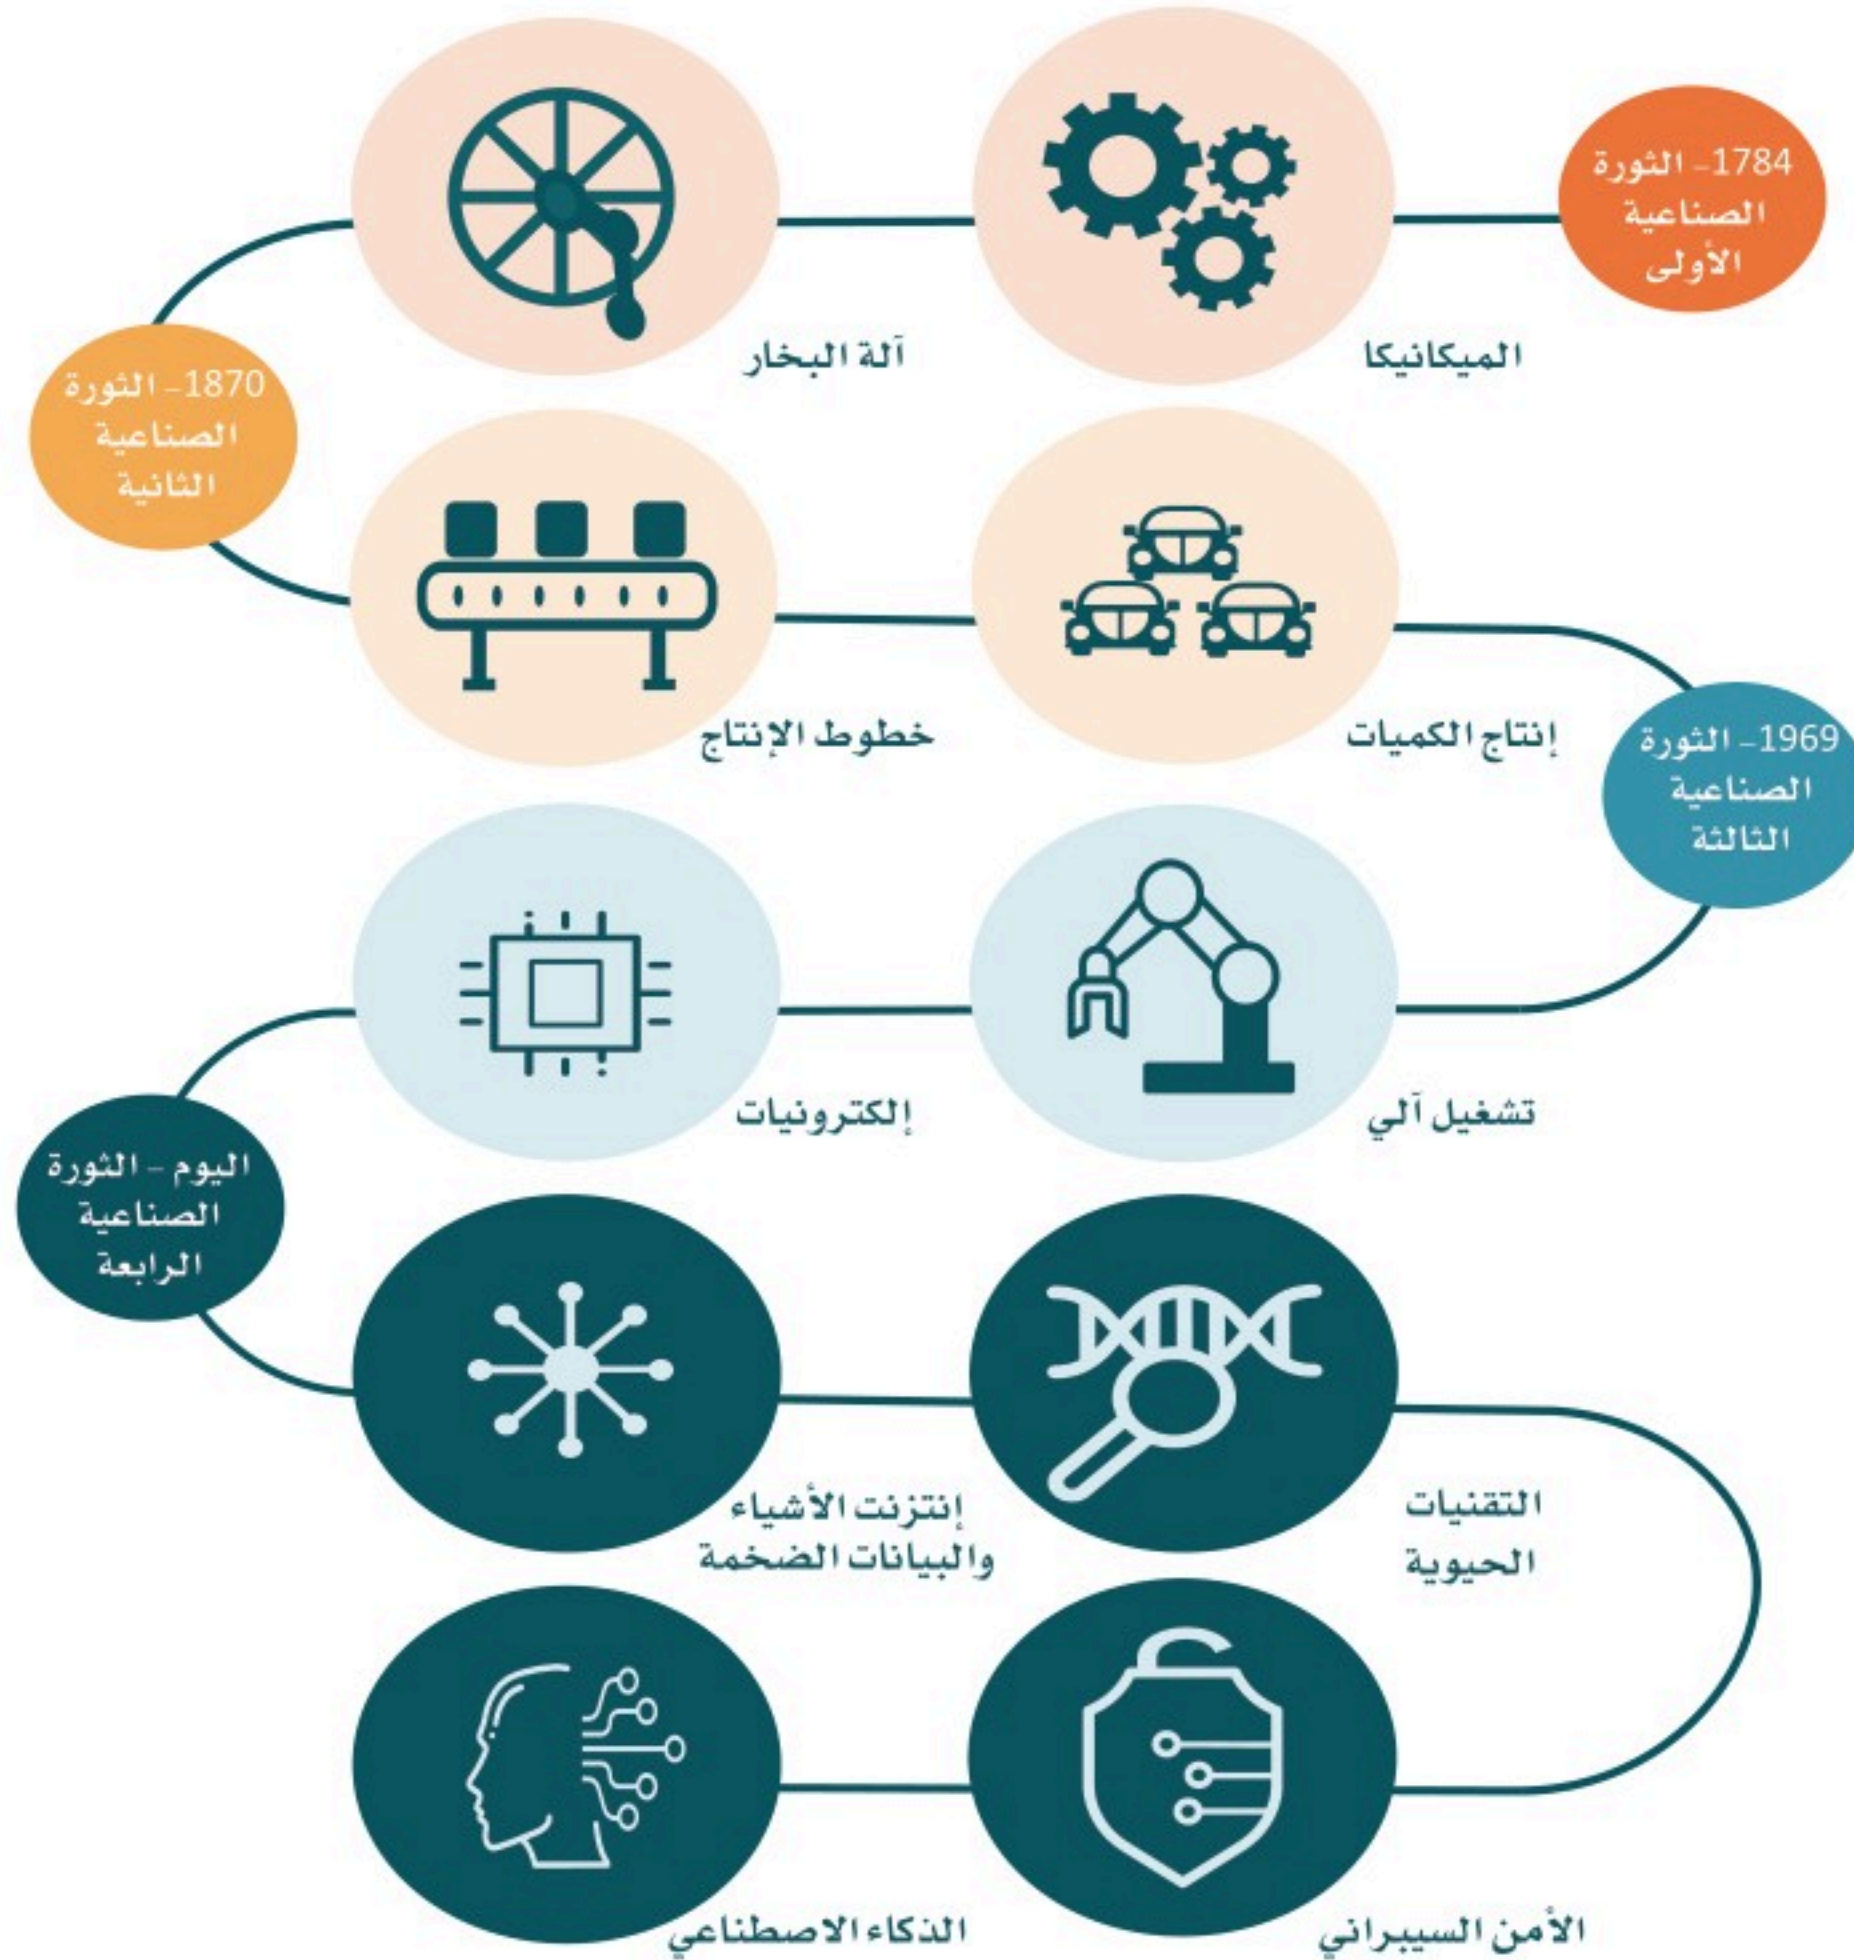 1784- الثورة
الصناعية
الأولى
الميكانيكا
آلة البخار
1870- الثورة
الصناعية
الثانية
خطوط الإنتاج
إنتاج الكميات
1969- الثورة
الصناعية
الثالثة
تشغيل آلي
إلكترونيات
اليوم - الثورة
الصناعية
الرابعة
إنتزنت الأشياء
والبيانات الضخمة
التقنيات
الحيوية
الأمن السيبراني
الذكاء الاصطناعي